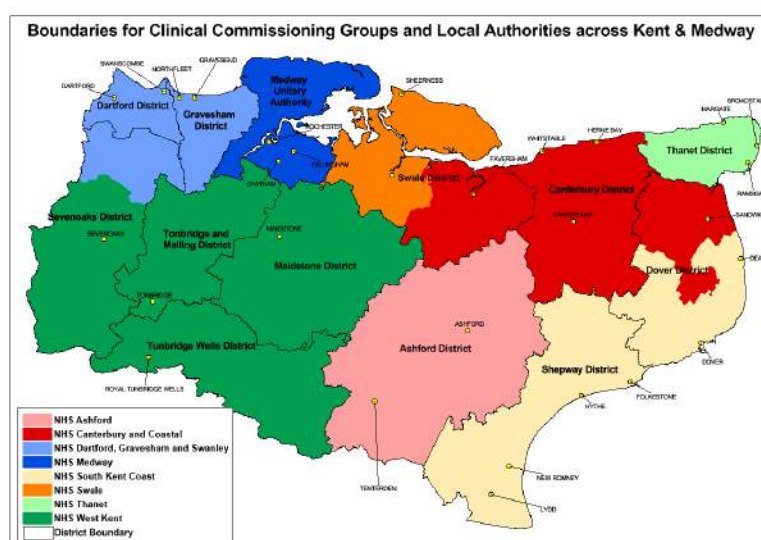 Boundaries for Clinical Commissioning Groups and Local Authorities across Kent & Medway
SWANSCOMBE
NORTHFLEET
GRAVESEND
DARTFORD
Dartford District
Gravesham
District
Medway
Unitary
Authority
SHEERNESS
MARGATE
Thanet District
HERNE BAY
WHITSTABLE
FAVERSHAM
Swale District
Canterbury District
CANTERBURY
CHATHAM
Sevenoaks District
SEVENOAKS
Tonbridge and
Malling District
MAIDSTONE
Maidstone District
Dover District
TONBRIDGE
Tunbridge Wells District
ROYAL TUNBRIDGE WELLS
ASHFORD
Ashford District
Shepway District
DOVER
FOLKESTONE
HYTHE
TENTERDEN
NEW ROMNEY
LYDD
NHS Ashford
NHS Canterbury and Coastal
NHS Dartford, Gravesham and Swanley
NHS Medway
NHS South Kent Coast
NHS Swale
NHS Thanet
NHS West Kent
District Boundary